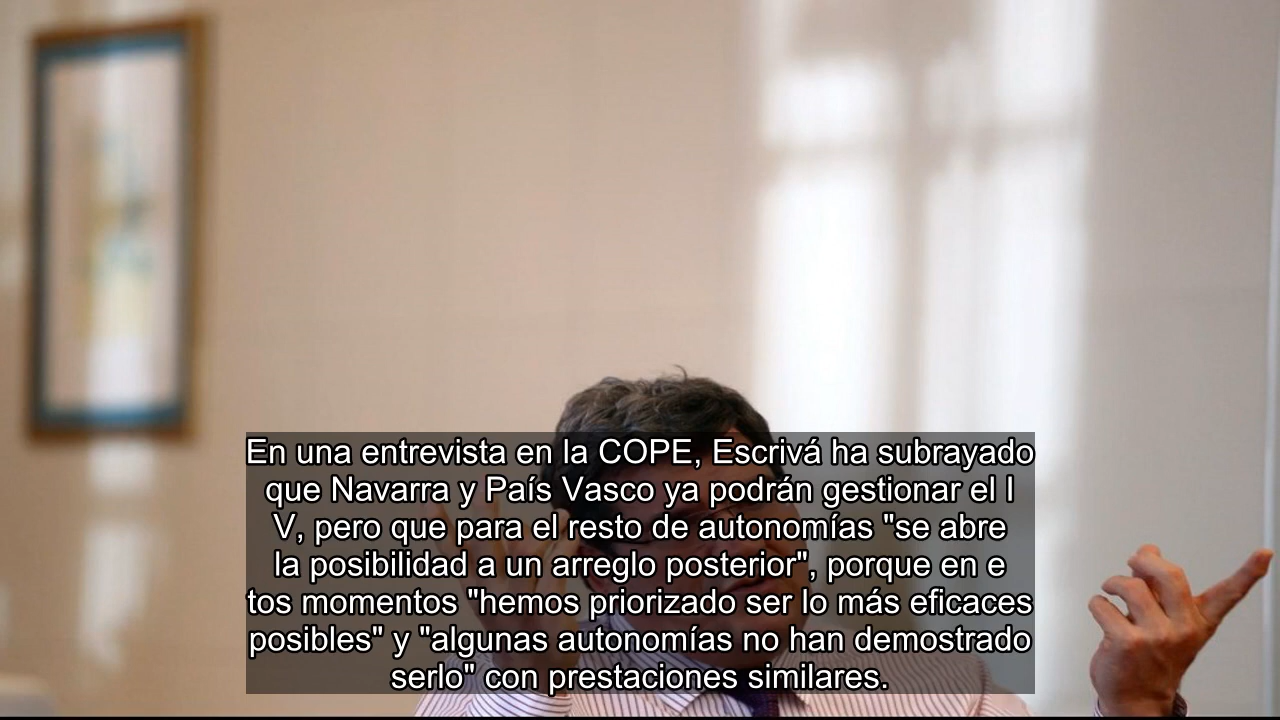 En una entrevista en la COPE, Escrivá ha subrayado
que Navarra y País Vasco ya podrán gestionar el I
V, pero que para el resto de autonomías "se abre
la posibilidad a un arreglo posterior", porque en e
tos momentos "hemos priorizado ser lo más eficaces
posibles" y "algunas autonomías no han demostrado
serlo" con prestaciones similares.